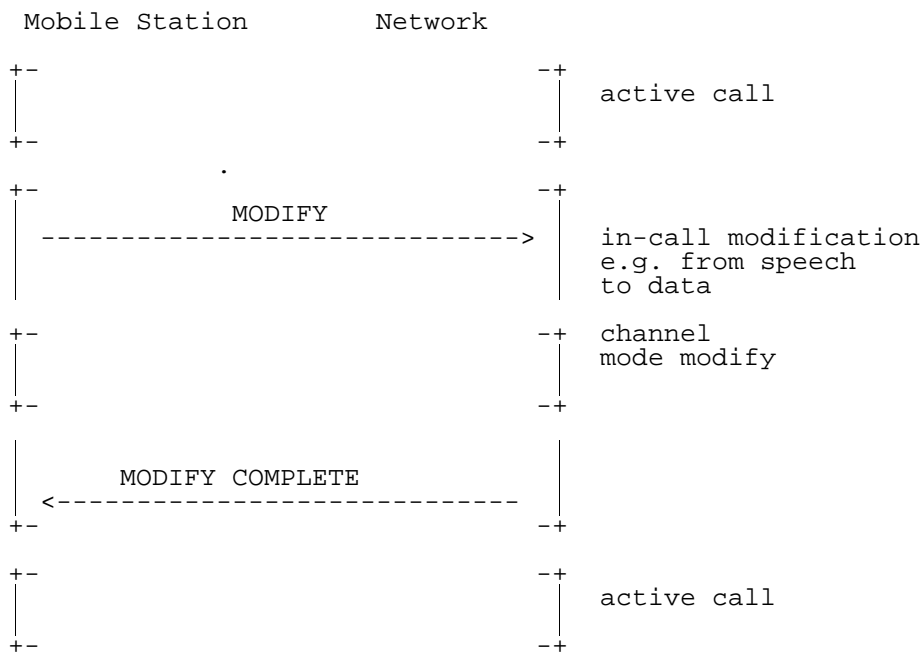 Mobile Station        Network
+-                                -+
active call
+-                                -+
.
+-                                -+
MODIFY
------------------------------>   in-call modification
e.g. from speech
to data
+-                                -+   channel
mode modify
+-                                -+
MODIFY COMPLETE
<-----------------------------
+-                                -+
+-                                -+
active call
+-                                -+